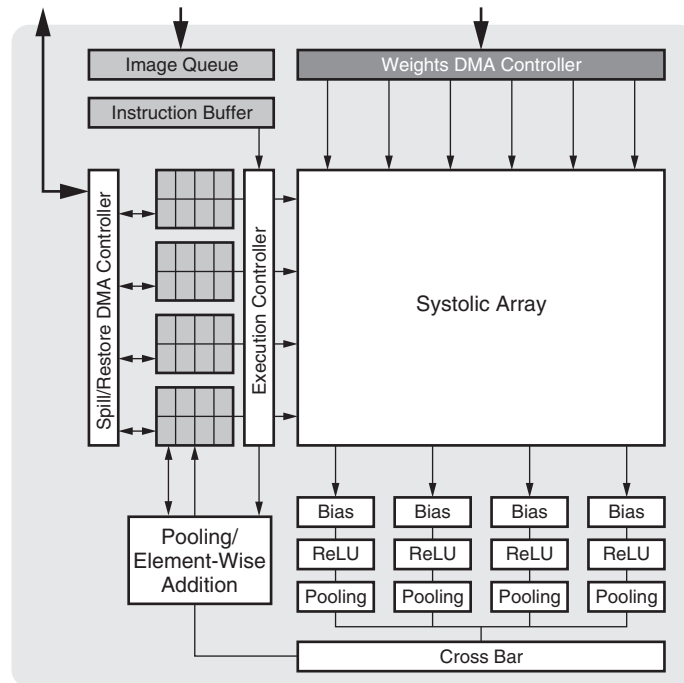 Image Queue
Weights DMA Controller
Instruction Buffer
Spill/Restore DMA Controller
Execution Controller
Systolic Array
Bias
Bias
Bias
Bias
ReLU
ReLU
ReLU
ReLU
Pooling
Pooling
Pooling
Pooling
Pooling/
Element-Wise
Addition
Cross Bar